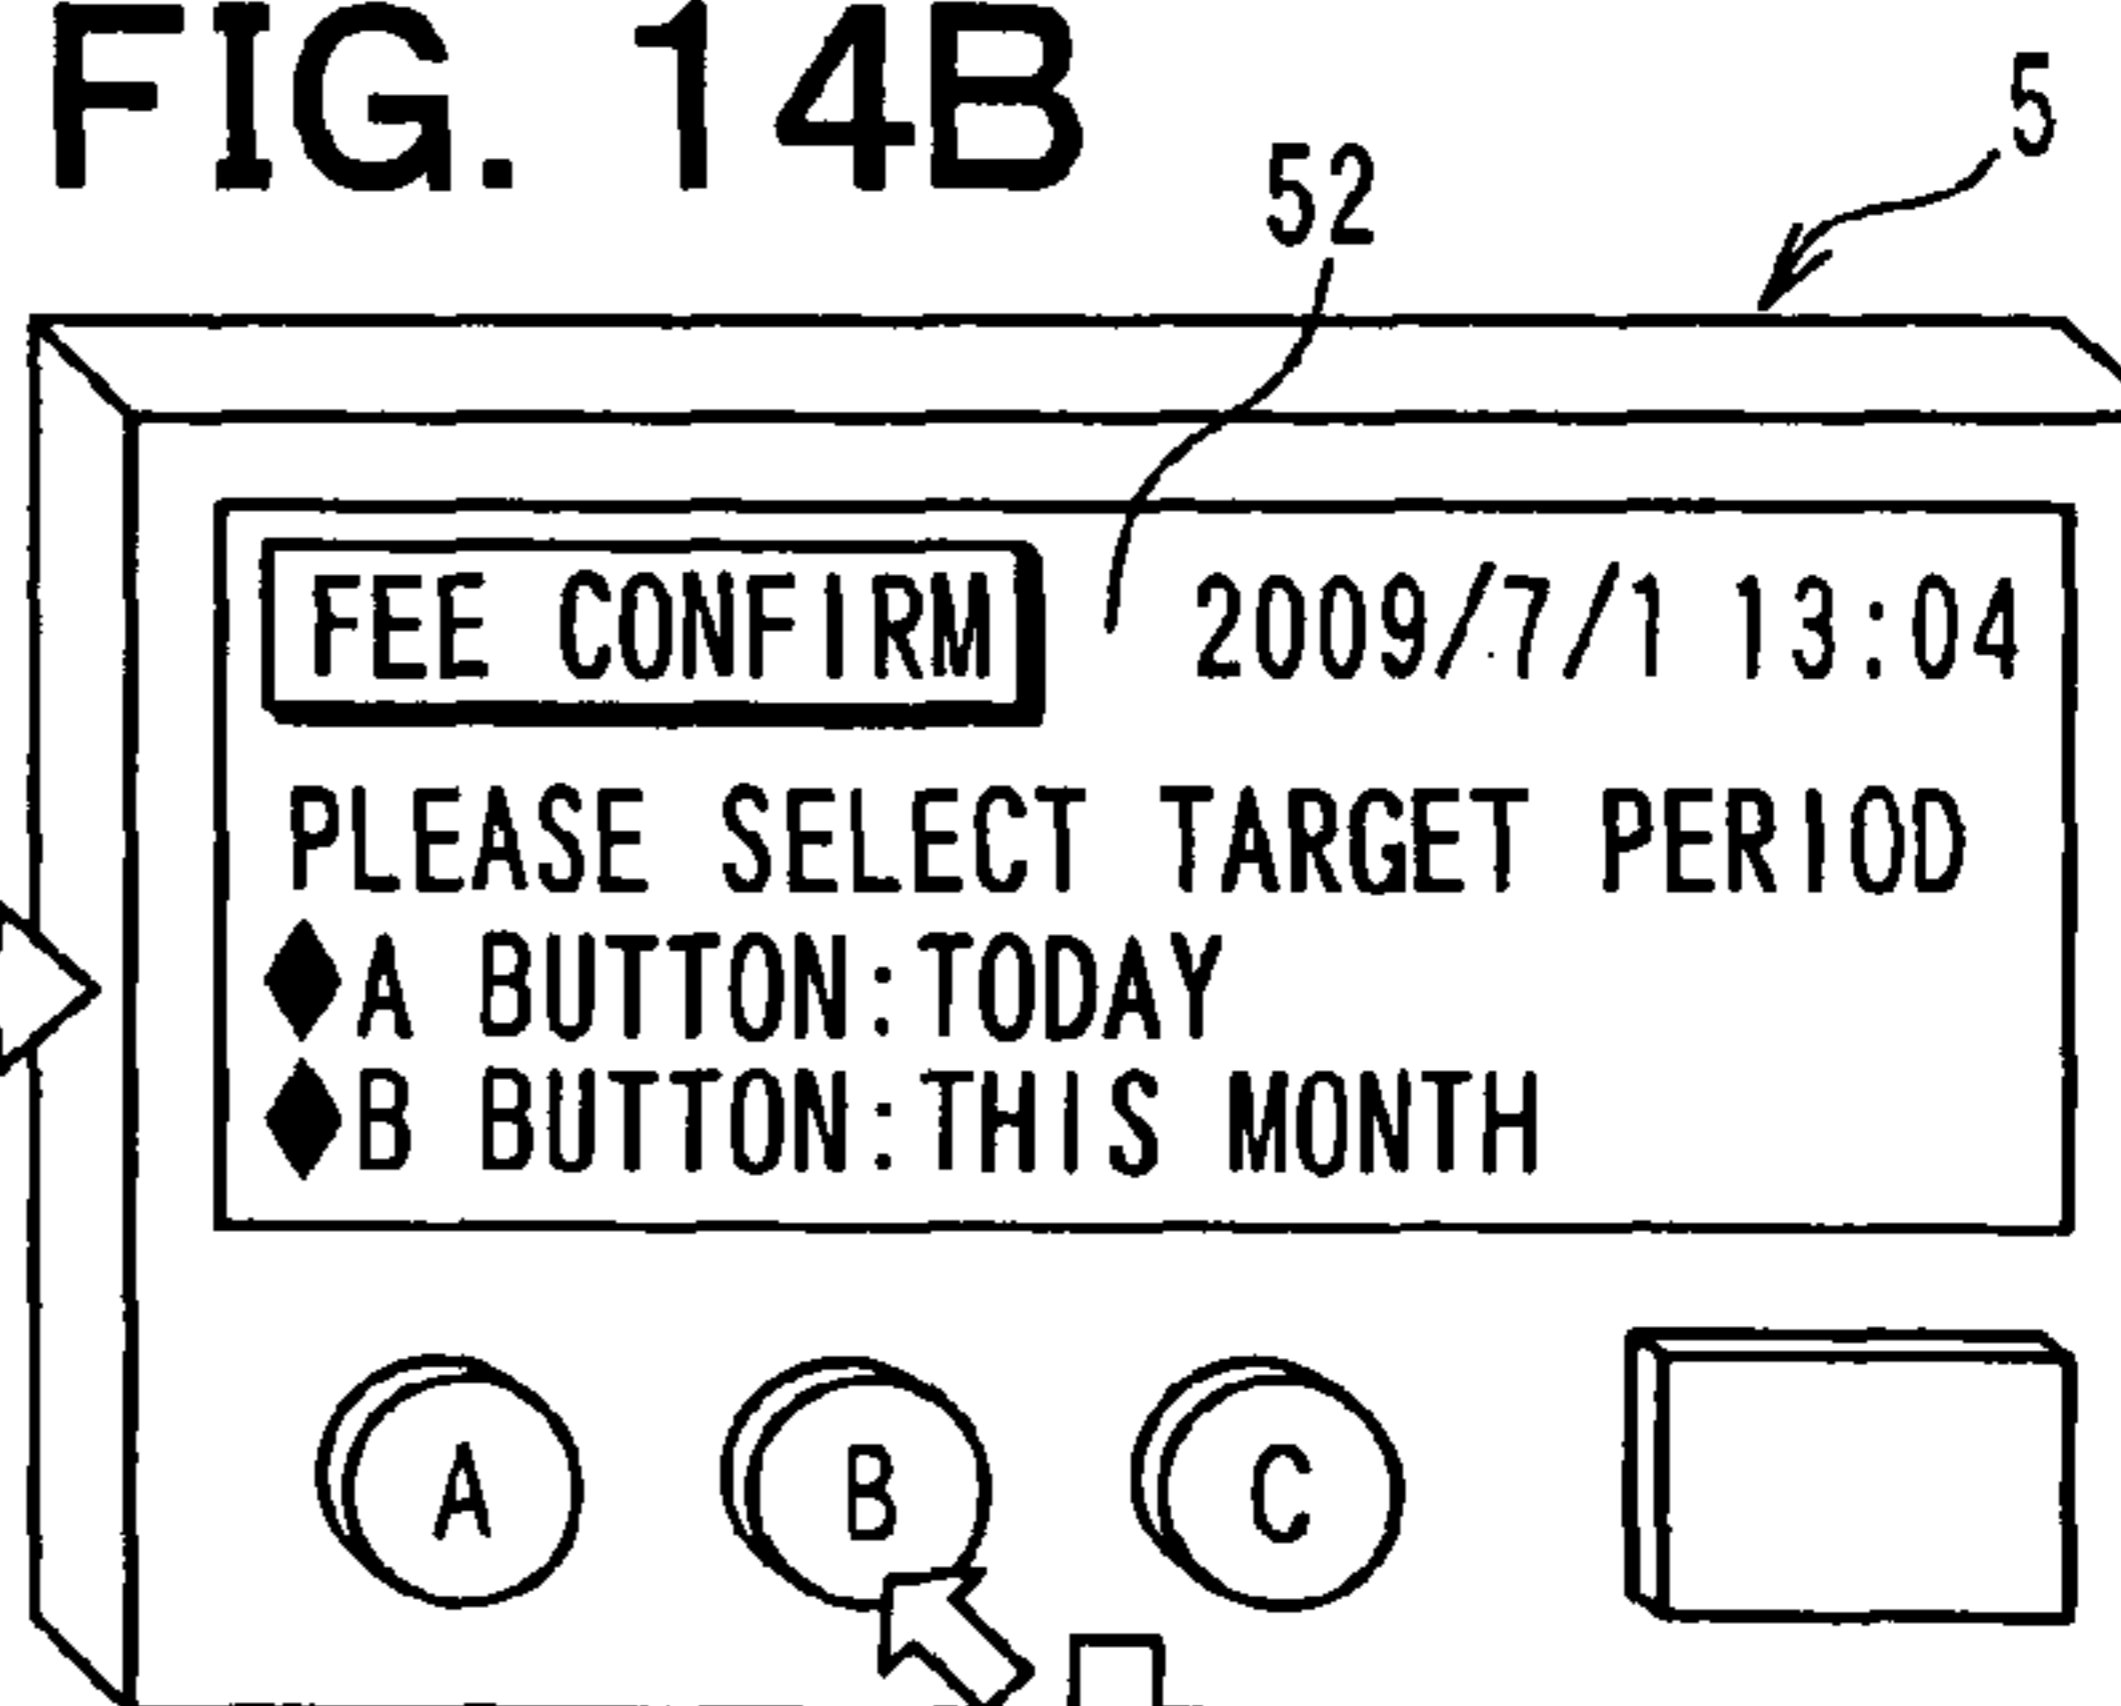 FIG. 14B
5
52
FEE CONFIRM 2009/7/1 13:04
PLEASE SELECT TARGET PERIOD
♦A BUTTON:TODAY
♦B BUTTON:THIS MONTH
A B C